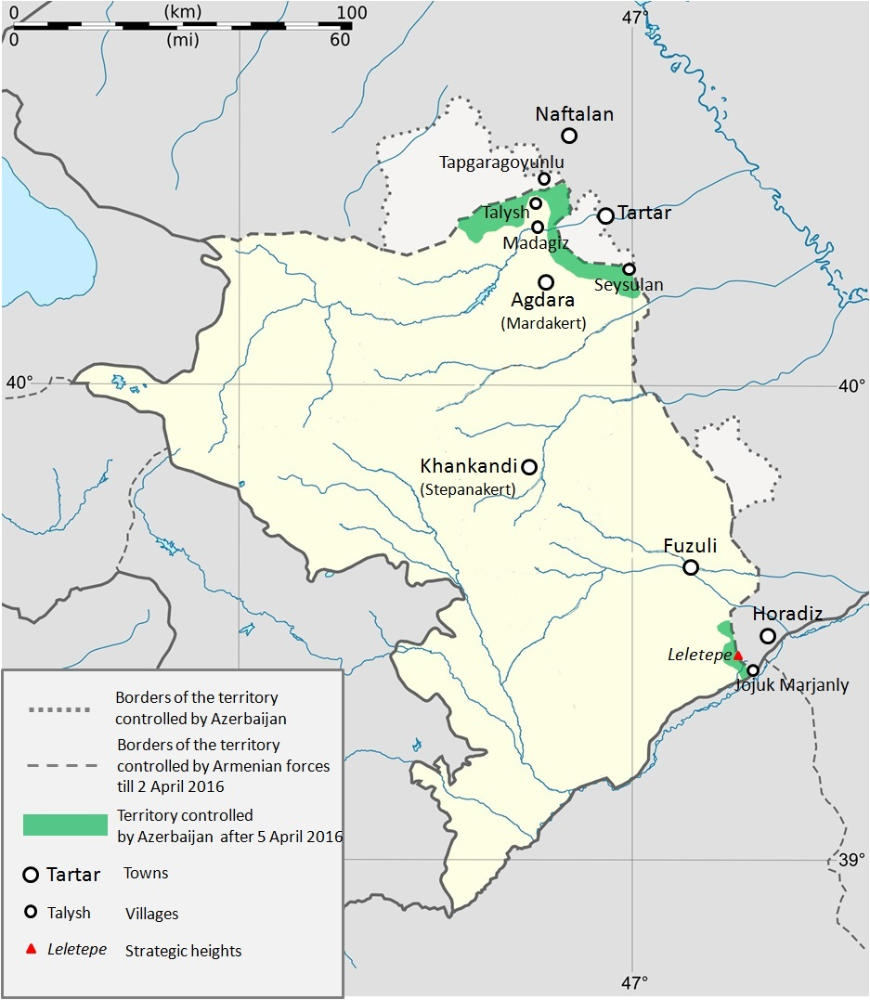 0 (km) 100
0 (mi) 60
47°
Naftalan
Tapgaragoyunlu
Talysh
Tartar
Madagiz
Seysulan
Agdara
(Mardakert)
40°
40°
Khankandi
(Stepanakert)
Fuzuli
Horadiz
Leletepe
Jojuk Marjanly
Borders of the territory
controlled by Azerbaijan
Borders of the territory
controlled by Armenian forces
till 2 April 2016
Territory controlled
by Azerbaijan after 5 April 2016
Tartar Towns
Talysh Villages
Leletepe Strategic heights
39°
47°